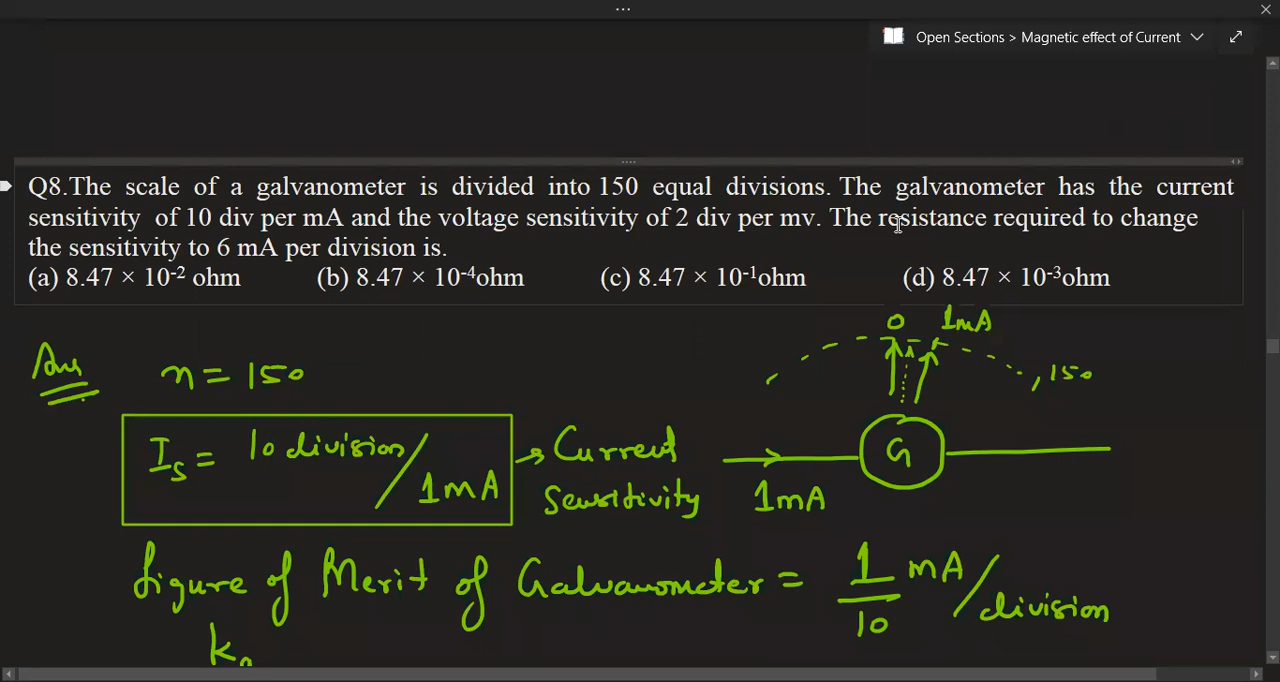 ...
Open Sections > Magnetic effect of Current
Q8.The scale of a galvanometer is divided into 150 equal divisions. The galvanometer has the current
sensitivity of 10 div per mA and the voltage sensitivity of 2 div per mv. The resistance required to change
the sensitivity to 6 mA per division is.
(a) 8.47 × 10⁻² ohm (b) 8.47 × 10⁻⁴ohm (c) 8.47 × 10⁻¹ohm (d) 8.47 × 10⁻³ohm
0 1mA
Ans n = 150 , 150
I_s = 10 division/1mA → Current
Sensitivity
G
1mA
figure of Merit of Galvanometer = 1/10 mA/division
k